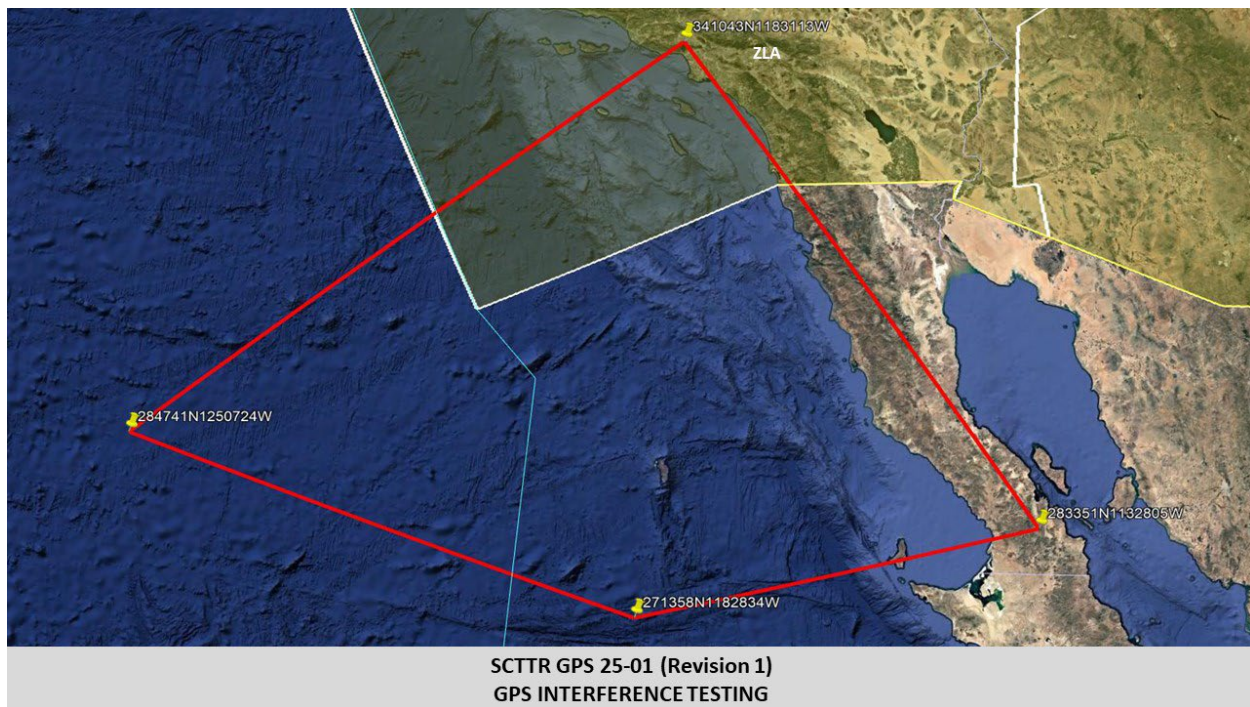 341043N1183113W
ZLA
284741N1250724W
283351N1132805W
271358N1182834W
SCTTR GPS 25-01 (Revision 1)
GPS INTERFERENCE TESTING